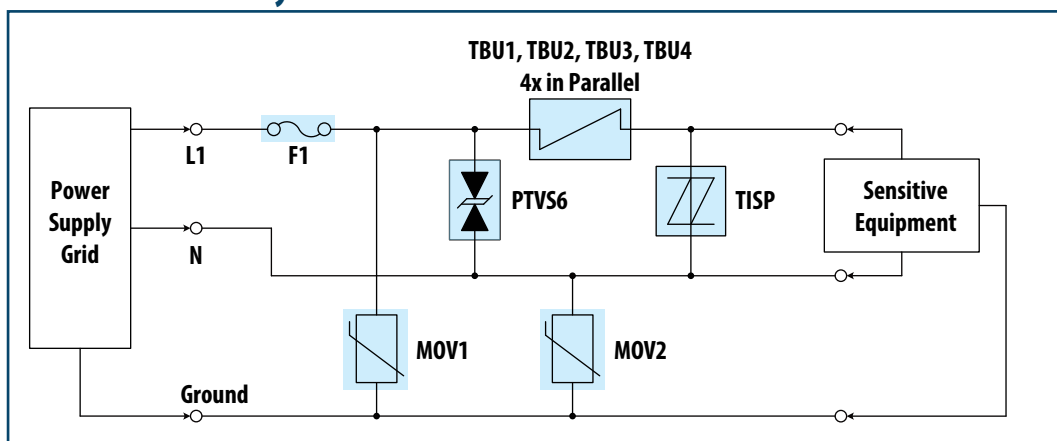 TBU1, TBU2, TBU3, TBU4
4x in Parallel
L1
F1
Power
Supply
Grid
PTVS6
TISP
Sensitive
Equipment
N
MOV1
MOV2
Ground